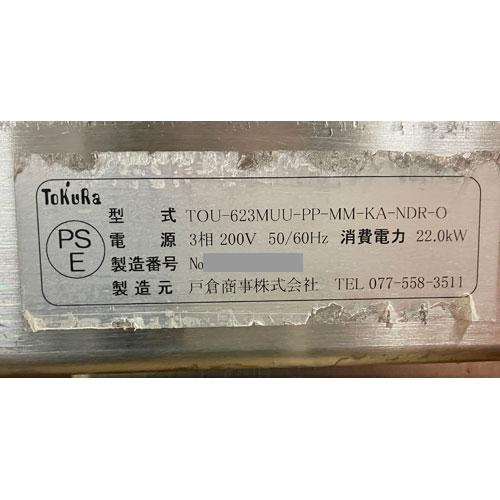 ToKuRa
型 式 TOU-623MUU-PP-MM-KA-NDR-O
PS E
電 源 3相 200V 50/60Hz 消費電力 22.0kW
製造番号 No
製 造 元 戸倉商事株式会社 TEL 077-558-3511